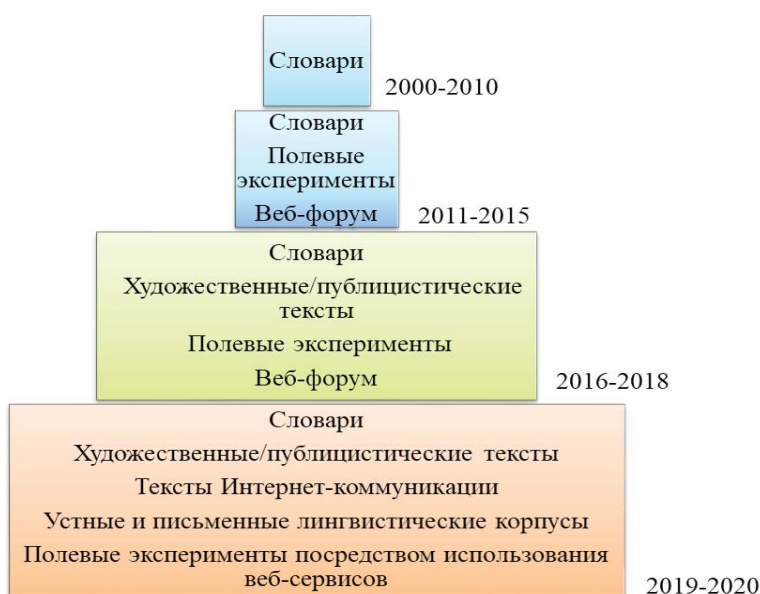 Словари
2000-2010
Словари
Полевые
эксперименты
Веб-форум
2011-2015
Словари
Художественные/публицистические
тексты
Полевые эксперименты
Веб-форум
2016-2018
Словари
Художественные/публицистические тексты
Тексты Интернет-коммуникации
Устные и письменные лингвистические корпусы
Полевые эксперименты посредством использования
веб-сервисов
2019-2020